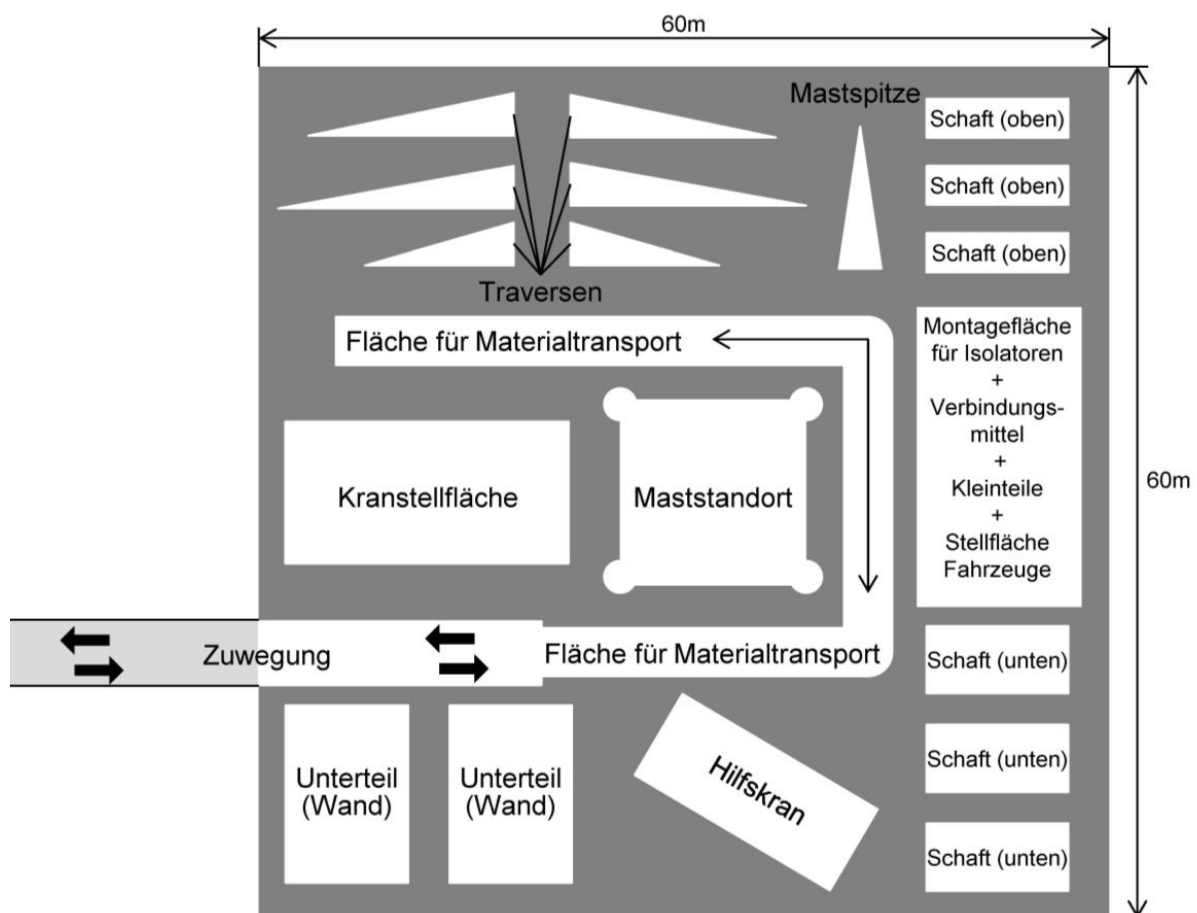 60m
Mastspitze
Schaft (oben)
Schaft (oben)
Schaft (oben)
Traversen
Fläche für Materialtransport
Montagefläche
für Isolatoren
+
Verbindungs-
mittel
+
Kleinteile
+
Stellfläche
Fahrzeuge
Kranstellfläche
Maststandort
60m
Zuwegung
Fläche für Materialtransport
Schaft (unten)
Unterteil
(Wand)
Unterteil
(Wand)
Hilfskran
Schaft (unten)
Schaft (unten)